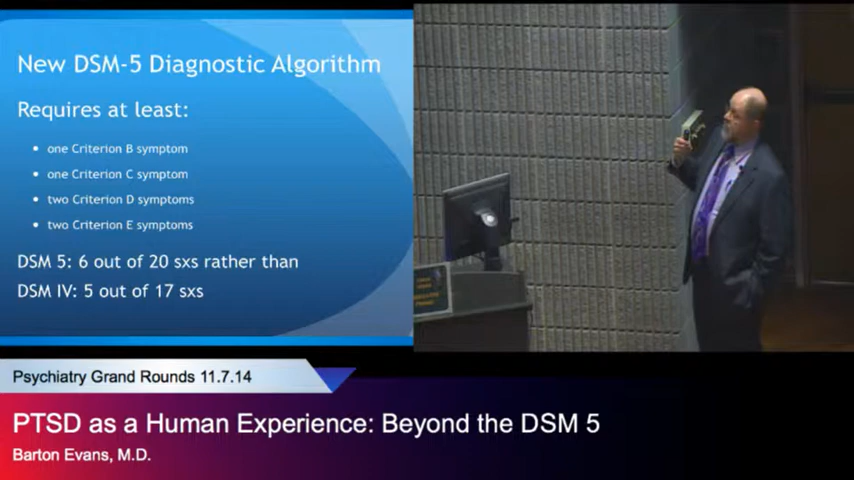 New DSM-5 Diagnostic Algorithm
Requires at least:
• one Criterion B symptom
• one Criterion C symptom
• two Criterion D symptoms
• two Criterion E symptoms
DSM 5: 6 out of 20 sxs rather than
DSM IV: 5 out of 17 sxs
Psychiatry Grand Rounds 11.7.14
PTSD as a Human Experience: Beyond the DSM 5
Barton Evans, M.D.